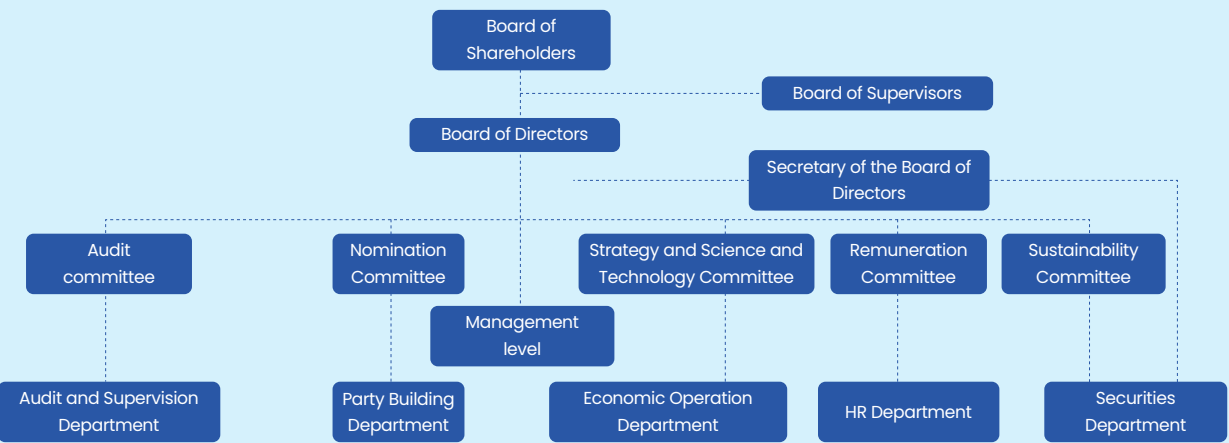 Board of
Shareholders
Board of Supervisors
Board of Directors
Secretary of the Board of
Directors
Audit
committee
Nomination
Committee
Strategy and Science and
Technology Committee
Remuneration
Committee
Sustainability
Committee
Management
level
Audit and Supervision
Department
Party Building
Department
Economic Operation
Department
HR Department
Securities
Department